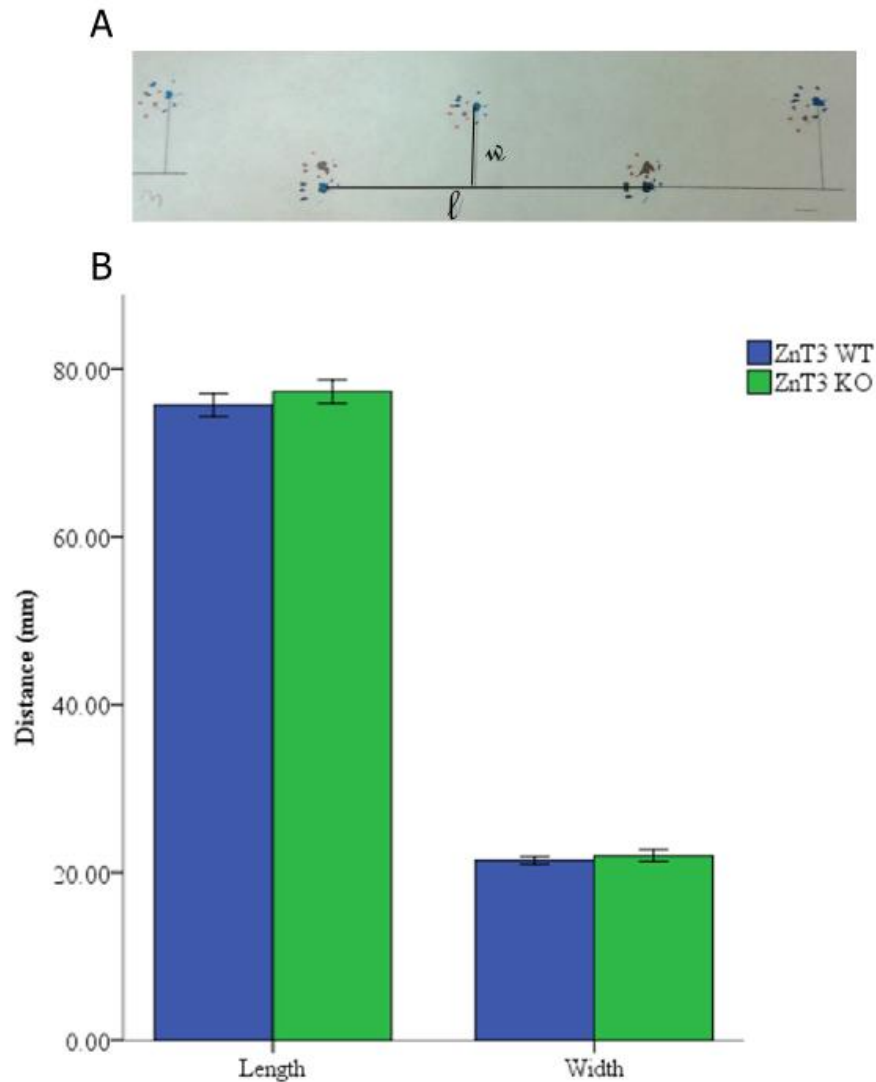 A
w
ℓ
B
ZnT3 WT
ZnT3 KO
80.00
60.00
40.00
20.00
0.00
Distance (mm)
Length
Width